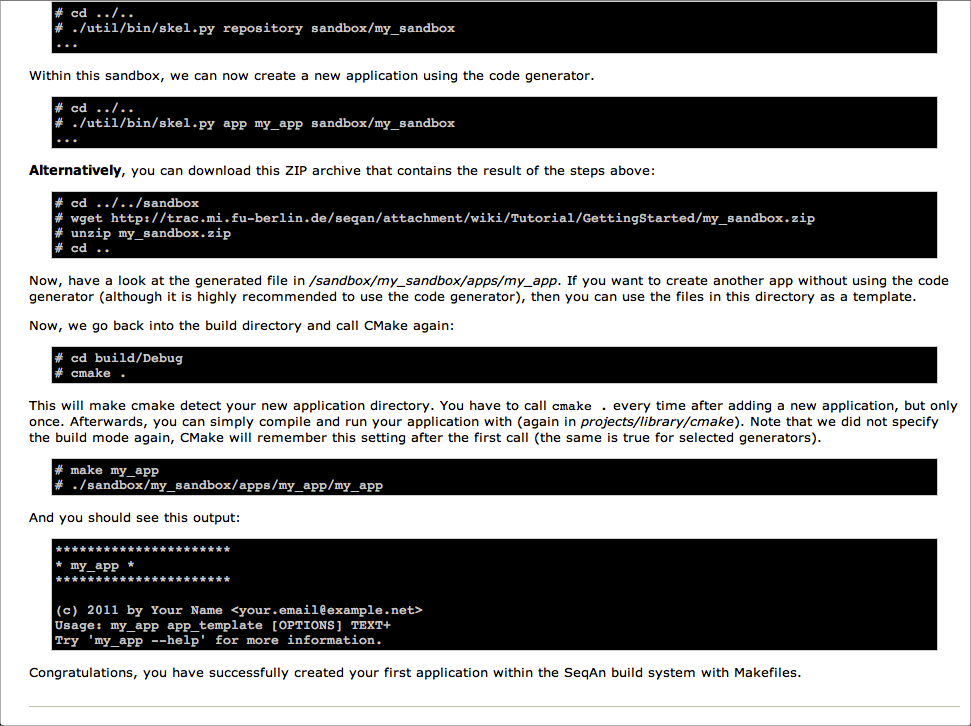 # cd ../..
# ./util/bin/skel.py repository sandbox/my_sandbox
...
Within this sandbox, we can now create a new application using the code generator.
# cd ../..
# ./util/bin/skel.py app my_app sandbox/my_sandbox
...
Alternatively, you can download this ZIP archive that contains the result of the steps above:
# cd ../../sandbox
# wget http://trac.mi.fu-berlin.de/seqan/attachment/wiki/Tutorial/GettingStarted/my_sandbox.zip
# unzip my_sandbox.zip
# cd ..
Now, have a look at the generated file in /sandbox/my_sandbox/apps/my_app. If you want to create another app without using the code
generator (although it is highly recommended to use the code generator), then you can use the files in this directory as a template.
Now, we go back into the build directory and call CMake again:
# cd build/Debug
# cmake .
This will make cmake detect your new application directory. You have to call cmake . every time after adding a new application, but only
once. Afterwards, you can simply compile and run your application with (again in projects/library/cmake). Note that we did not specify
the build mode again, CMake will remember this setting after the first call (the same is true for selected generators).
# make my_app
# ./sandbox/my_sandbox/apps/my_app/my_app
And you should see this output:
**********************
* my_app *
**********************
(c) 2011 by Your Name <your.email@example.net>
Usage: my_app app_template [OPTIONS] TEXT+
Try 'my_app --help' for more information.
Congratulations, you have successfully created your first application within the SeqAn build system with Makefiles.